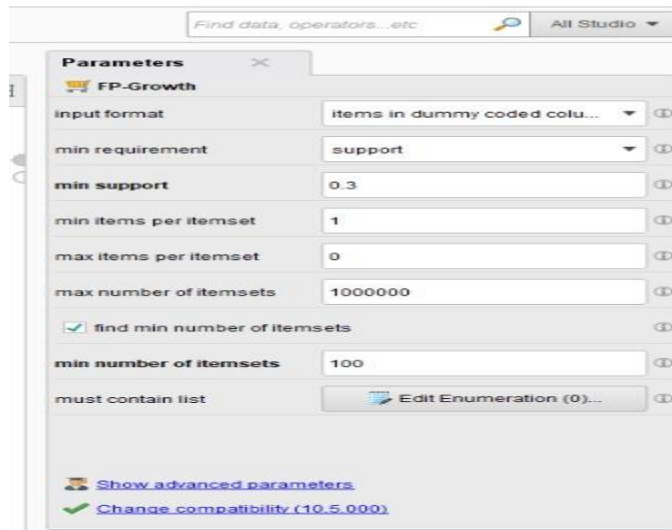 Find data, operators...etc All Studio
Parameters
FP-Growth
input format items in dummy coded colu...
min requirement support
min support 0.3
min items per itemset 1
max items per itemset 0
max number of itemsets 1000000
find min number of itemsets
min number of itemsets 100
must contain list Edit Enumeration (0)...
Show advanced parameters
Change compatibility (10.5.000)